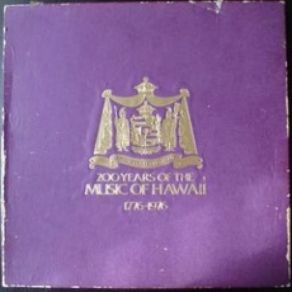 200 YEARS OF THE
MUSIC OF HAWAII
1776-1976